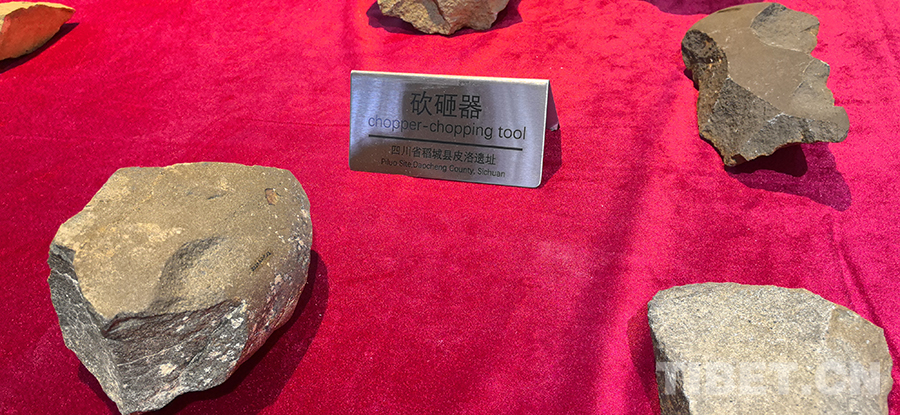 砍砸器
chopper-chopping tool
四川省稻城县皮洛遗址
Piluo Site Daocheng County, Sichuan
TIBET.CN